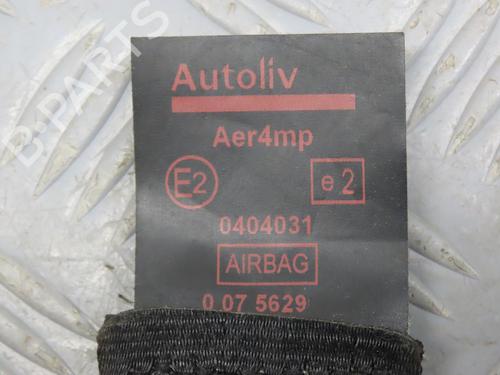 Autoliv
Aer4mp
E2 e2
0404031
AIRBAG
0 07 5629
B-PARTS